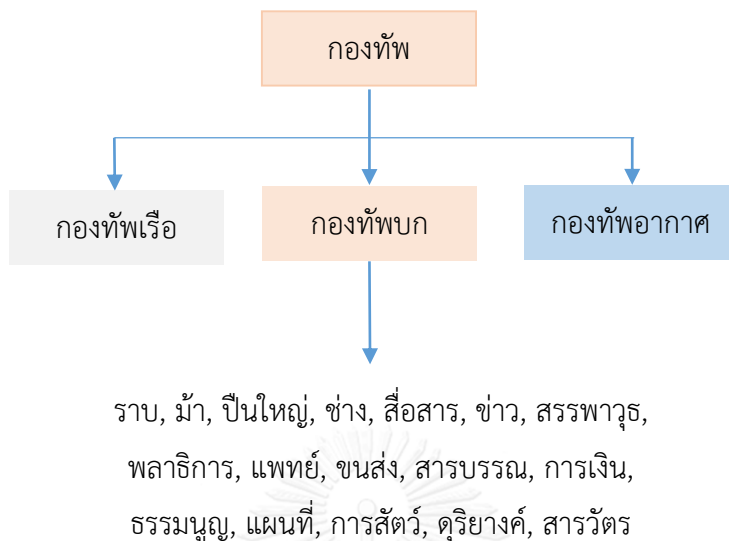 กองทัพ
กองทัพเรือ
กองทัพบก
กองทัพอากาศ
ราบ, ม้า, ปืนใหญ่, ช่าง, สื่อสาร, ข่าว, สรรพาวุธ,
พลาธิการ, แพทย์, ขนส่ง, สารบรรณ, การเงิน,
ธรรมนูญ, แผนที่, การสัตว์, ดุริยางค์, สารวัตร